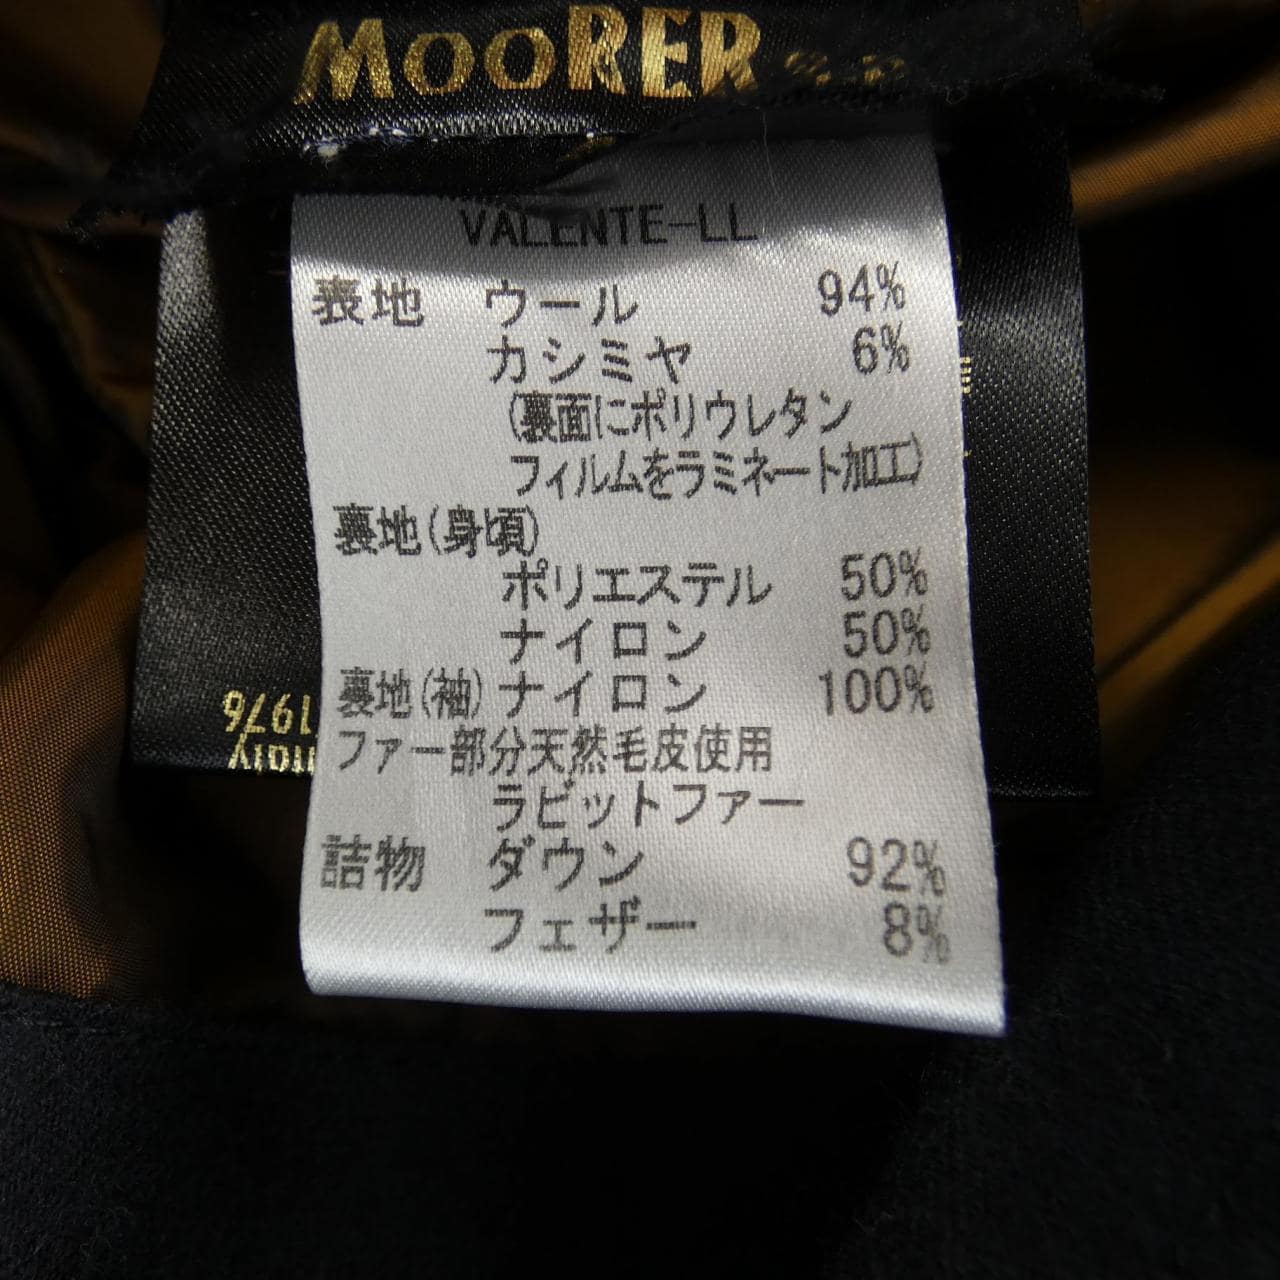 MOORER
VALENTE-LL
表地 ウール 94%
カシミヤ 6%
(裏面にポリウレタン
フィルムをラミネート加工)
裏地(身頃)
ポリエステル 50%
ナイロン 50%
裏地(袖) ナイロン 100%
ファー部分天然毛皮使用
ラビットファー
詰物 ダウン 92%
フェザー 8%
1976